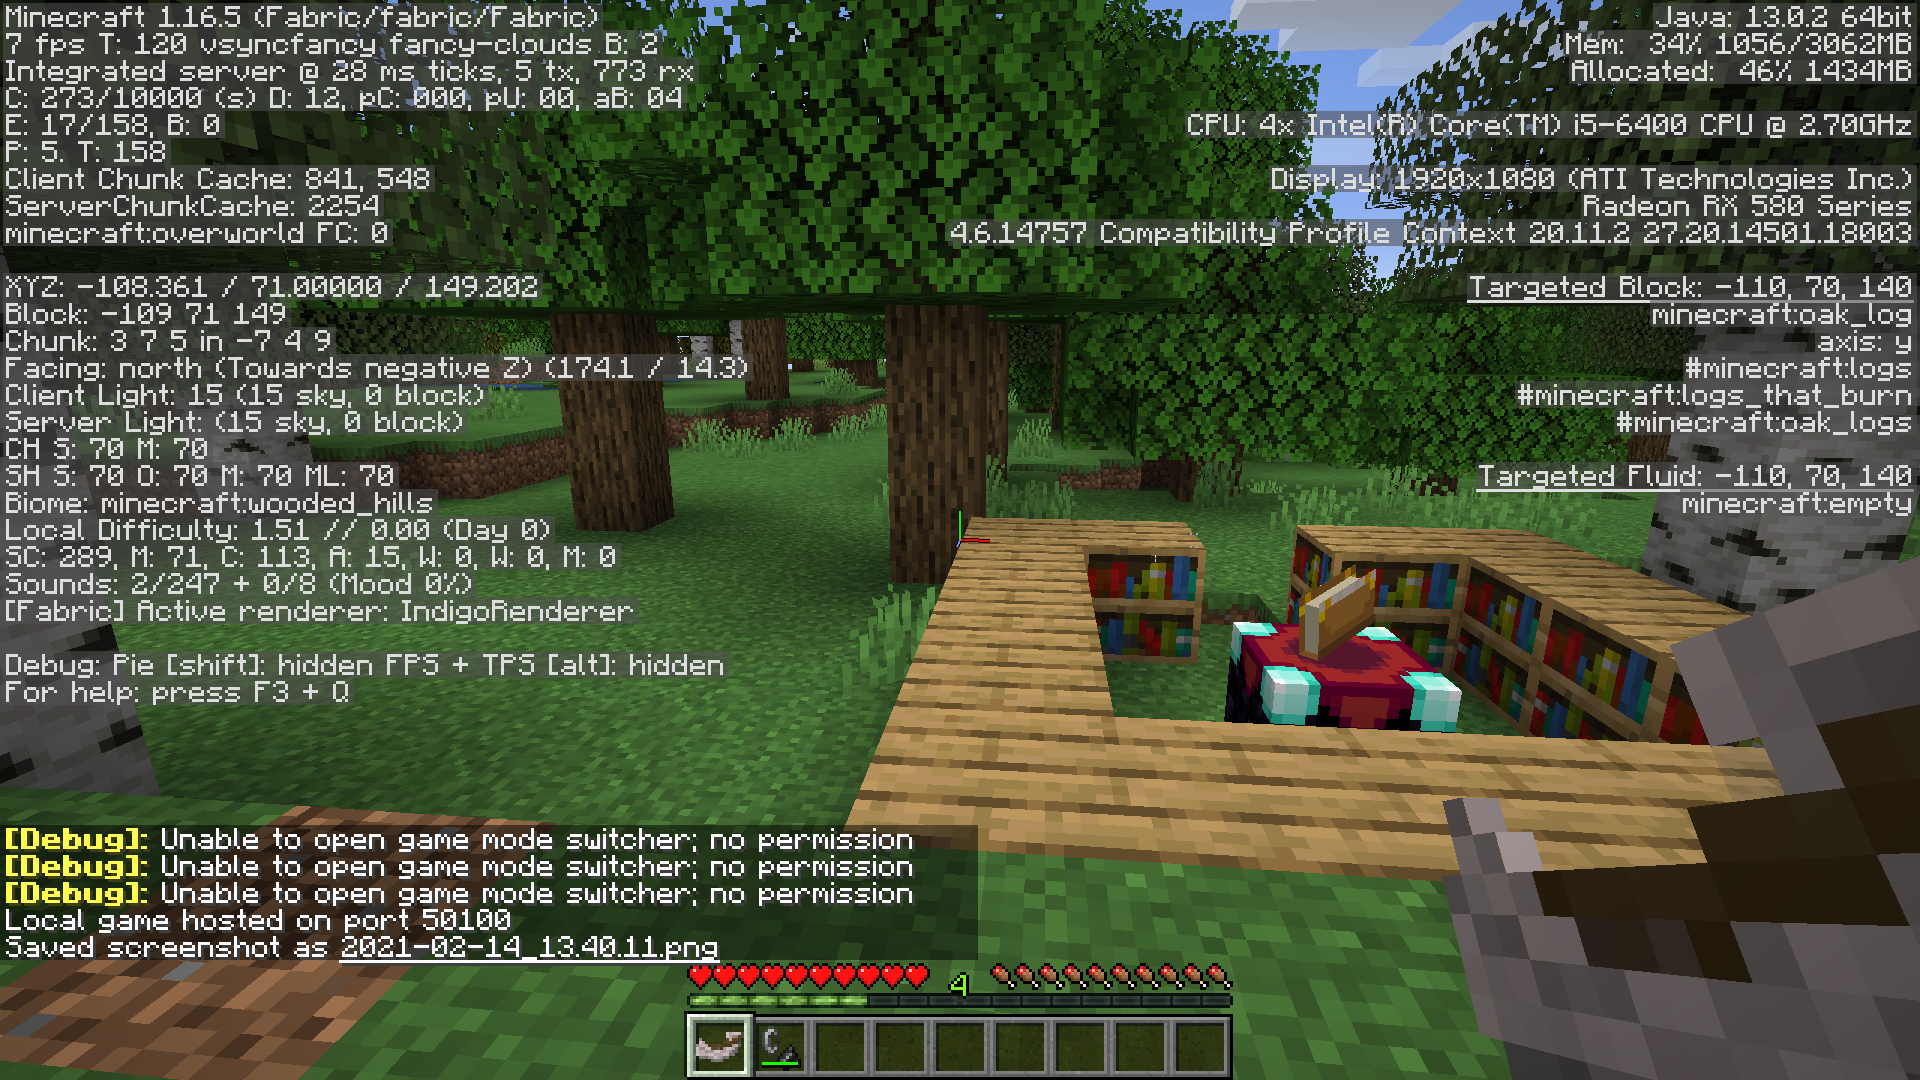 Minecraft 1.16.5 (Fabric/fabric/Fabric)
7 fps T: 120 vsyncfancy fancy-clouds B: 2
Integrated server @ 28 ms ticks, 5 tx, 773 rx
C: 273/10000 (s) D: 12, pC: 000, pU: 00, aB: 04
E: 17/158, B: 0
P: 5. T: 158
Client Chunk Cache: 841, 548
ServerChunkCache: 2254
minecraft:overworld FC: 0
XYZ: -108.361 / 71.00000 / 149.202
Block: -109 71 149
Chunk: 3 7 5 in -7 4 9
Facing: north (Towards negative Z) (174.1 / 14.3)
Client Light: 15 (15 sky, 0 block)
Server Light: (15 sky, 0 block)
CH S: 70 M: 70
SH S: 70 O: 70 M: 70 ML: 70
Biome: minecraft:wooded_hills
Local Difficulty: 1.51 // 0.00 (Day 0)
SC: 289, M: 71, C: 113, A: 15, W: 0, W: 0, M: 0
Sounds: 2/247 + 0/8 (Mood 0%)
[Fabric] Active renderer: IndigoRenderer
Debug: Pie [shift]: hidden FPS + TPS [alt]: hidden
For help: press F3 + Q
Java: 13.0.2 64bit
Mem: 34% 1056/3062MB
Allocated: 46% 1434MB
CPU: 4x Intel(R) Core(TM) i5-6400 CPU @ 2.70GHz
Display: 1920x1080 (ATI Technologies Inc.)
Radeon RX 580 Series
4.6.14757 Compatibility Profile Context 20.11.2 27.20.14501.18003
Targeted Block: -110, 70, 140
minecraft:oak_log
axis: y
#minecraft:logs
#minecraft:logs_that_burn
#minecraft:oak_logs
Targeted Fluid: -110, 70, 140
minecraft:empty
[Debug]: Unable to open game mode switcher; no permission
[Debug]: Unable to open game mode switcher; no permission
[Debug]: Unable to open game mode switcher; no permission
Local game hosted on port 50100
Saved screenshot as 2021-02-14_13.40.11.png
4